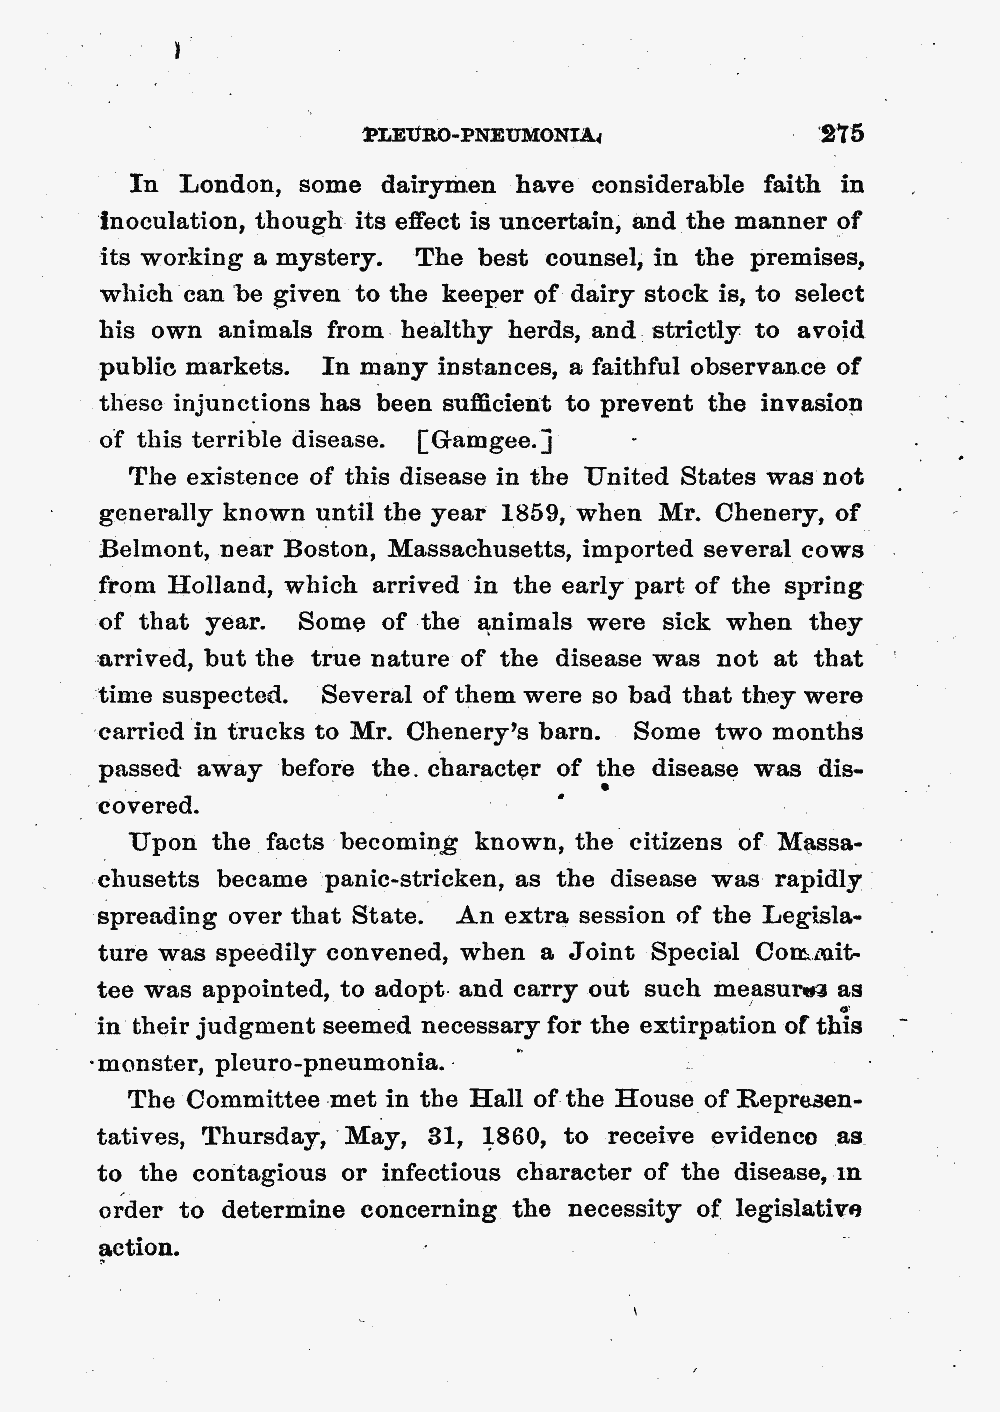 PLEURO-PNEUMONIA. 275
In London, some dairymen have considerable faith in
inoculation, though its effect is uncertain, and the manner of
its working a mystery. The best counsel, in the premises,
which can be given to the keeper of dairy stock is, to select
his own animals from healthy herds, and strictly to avoid
public markets. In many instances, a faithful observance of
these injunctions has been sufficient to prevent the invasion
of this terrible disease. [Gamgee.]
The existence of this disease in the United States was not
generally known until the year 1859, when Mr. Chenery, of
Belmont, near Boston, Massachusetts, imported several cows
from Holland, which arrived in the early part of the spring
of that year. Some of the animals were sick when they
arrived, but the true nature of the disease was not at that
time suspected. Several of them were so bad that they were
carried in trucks to Mr. Chenery's barn. Some two months
passed away before the character of the disease was dis-
covered.
Upon the facts becoming known, the citizens of Massa-
chusetts became panic-stricken, as the disease was rapidly
spreading over that State. An extra session of the Legisla-
ture was speedily convened, when a Joint Special Commit-
tee was appointed, to adopt and carry out such measures as
in their judgment seemed necessary for the extirpation of this
monster, pleuro-pneumonia.
The Committee met in the Hall of the House of Represen-
tatives, Thursday, May, 31, 1860, to receive evidence as
to the contagious or infectious character of the disease, in
order to determine concerning the necessity of legislative
action.